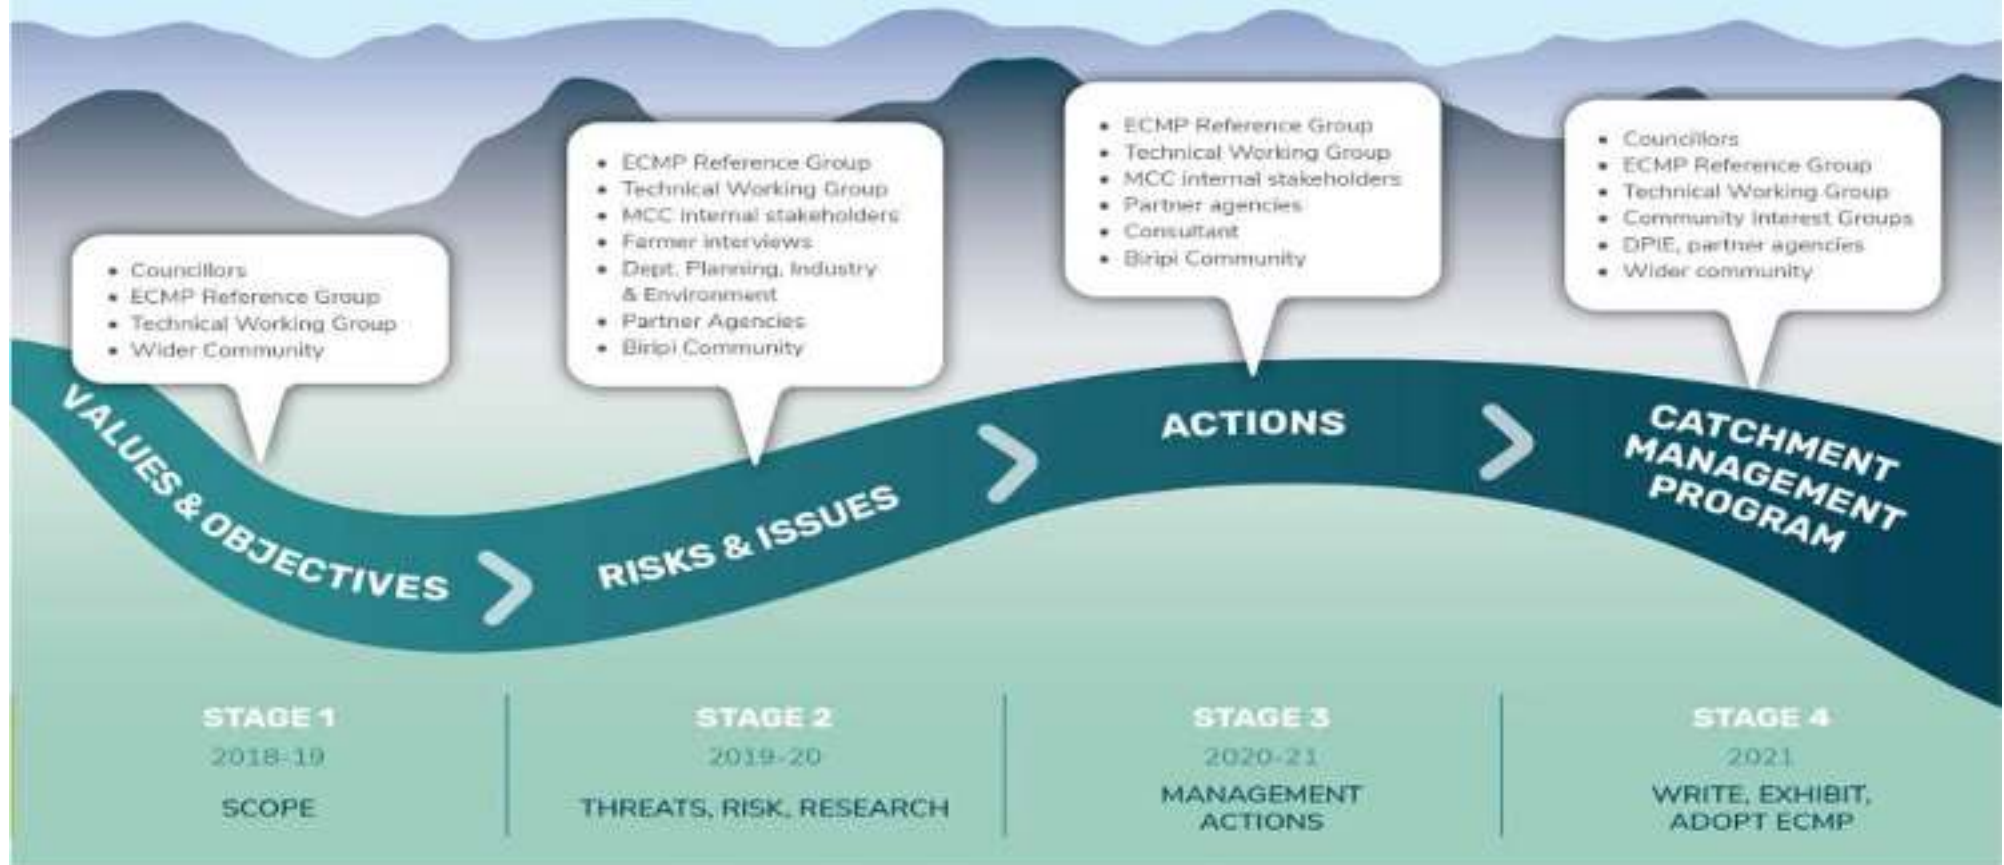 • Councillors
• ECMP Reference Group
• Technical Working Group
• Wider Community
• ECMP Reference Group
• Technical Working Group
• MCC internal stakeholders
• Farmer interviews
• Dept. Planning, Industry
& Environment
• Partner Agencies
• Biripi Community
• ECMP Reference Group
• Technical Working Group
• MCC internal stakeholders
• Partner agencies
• Consultant
• Biripi Community
• Councillors
• ECMP Reference Group
• Technical Working Group
• Community Interest Groups
• DPIE, partner agencies
• Wider community
VALUES & OBJECTIVES
RISKS & ISSUES
ACTIONS
CATCHMENT
MANAGEMENT
PROGRAM
STAGE 1
2018-19
SCOPE
STAGE 2
2019-20
THREATS, RISK, RESEARCH
STAGE 3
2020-21
MANAGEMENT
ACTIONS
STAGE 4
2021
WRITE, EXHIBIT,
ADOPT ECMP